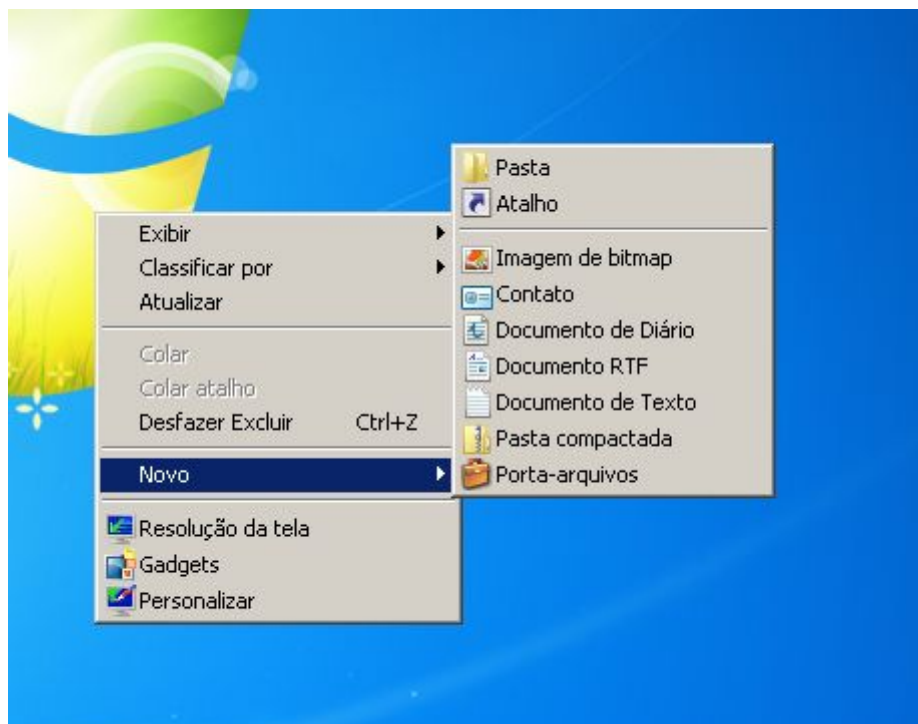 Exibir
Classificar por
Atualizar
Colar
Colar atalho
Desfazer Excluir Ctrl+Z
Novo
Resolução da tela
Gadgets
Personalizar
Pasta
Atalho
Imagem de bitmap
Contato
Documento de Diário
Documento RTF
Documento de Texto
Pasta compactada
Porta-arquivos